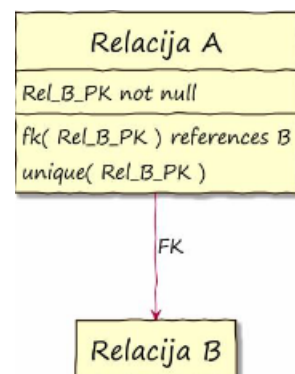 Relacija A
Rel_B_PK not null
fk( Rel_B_PK ) references B
unique( Rel_B_PK )
FK
Relacija B